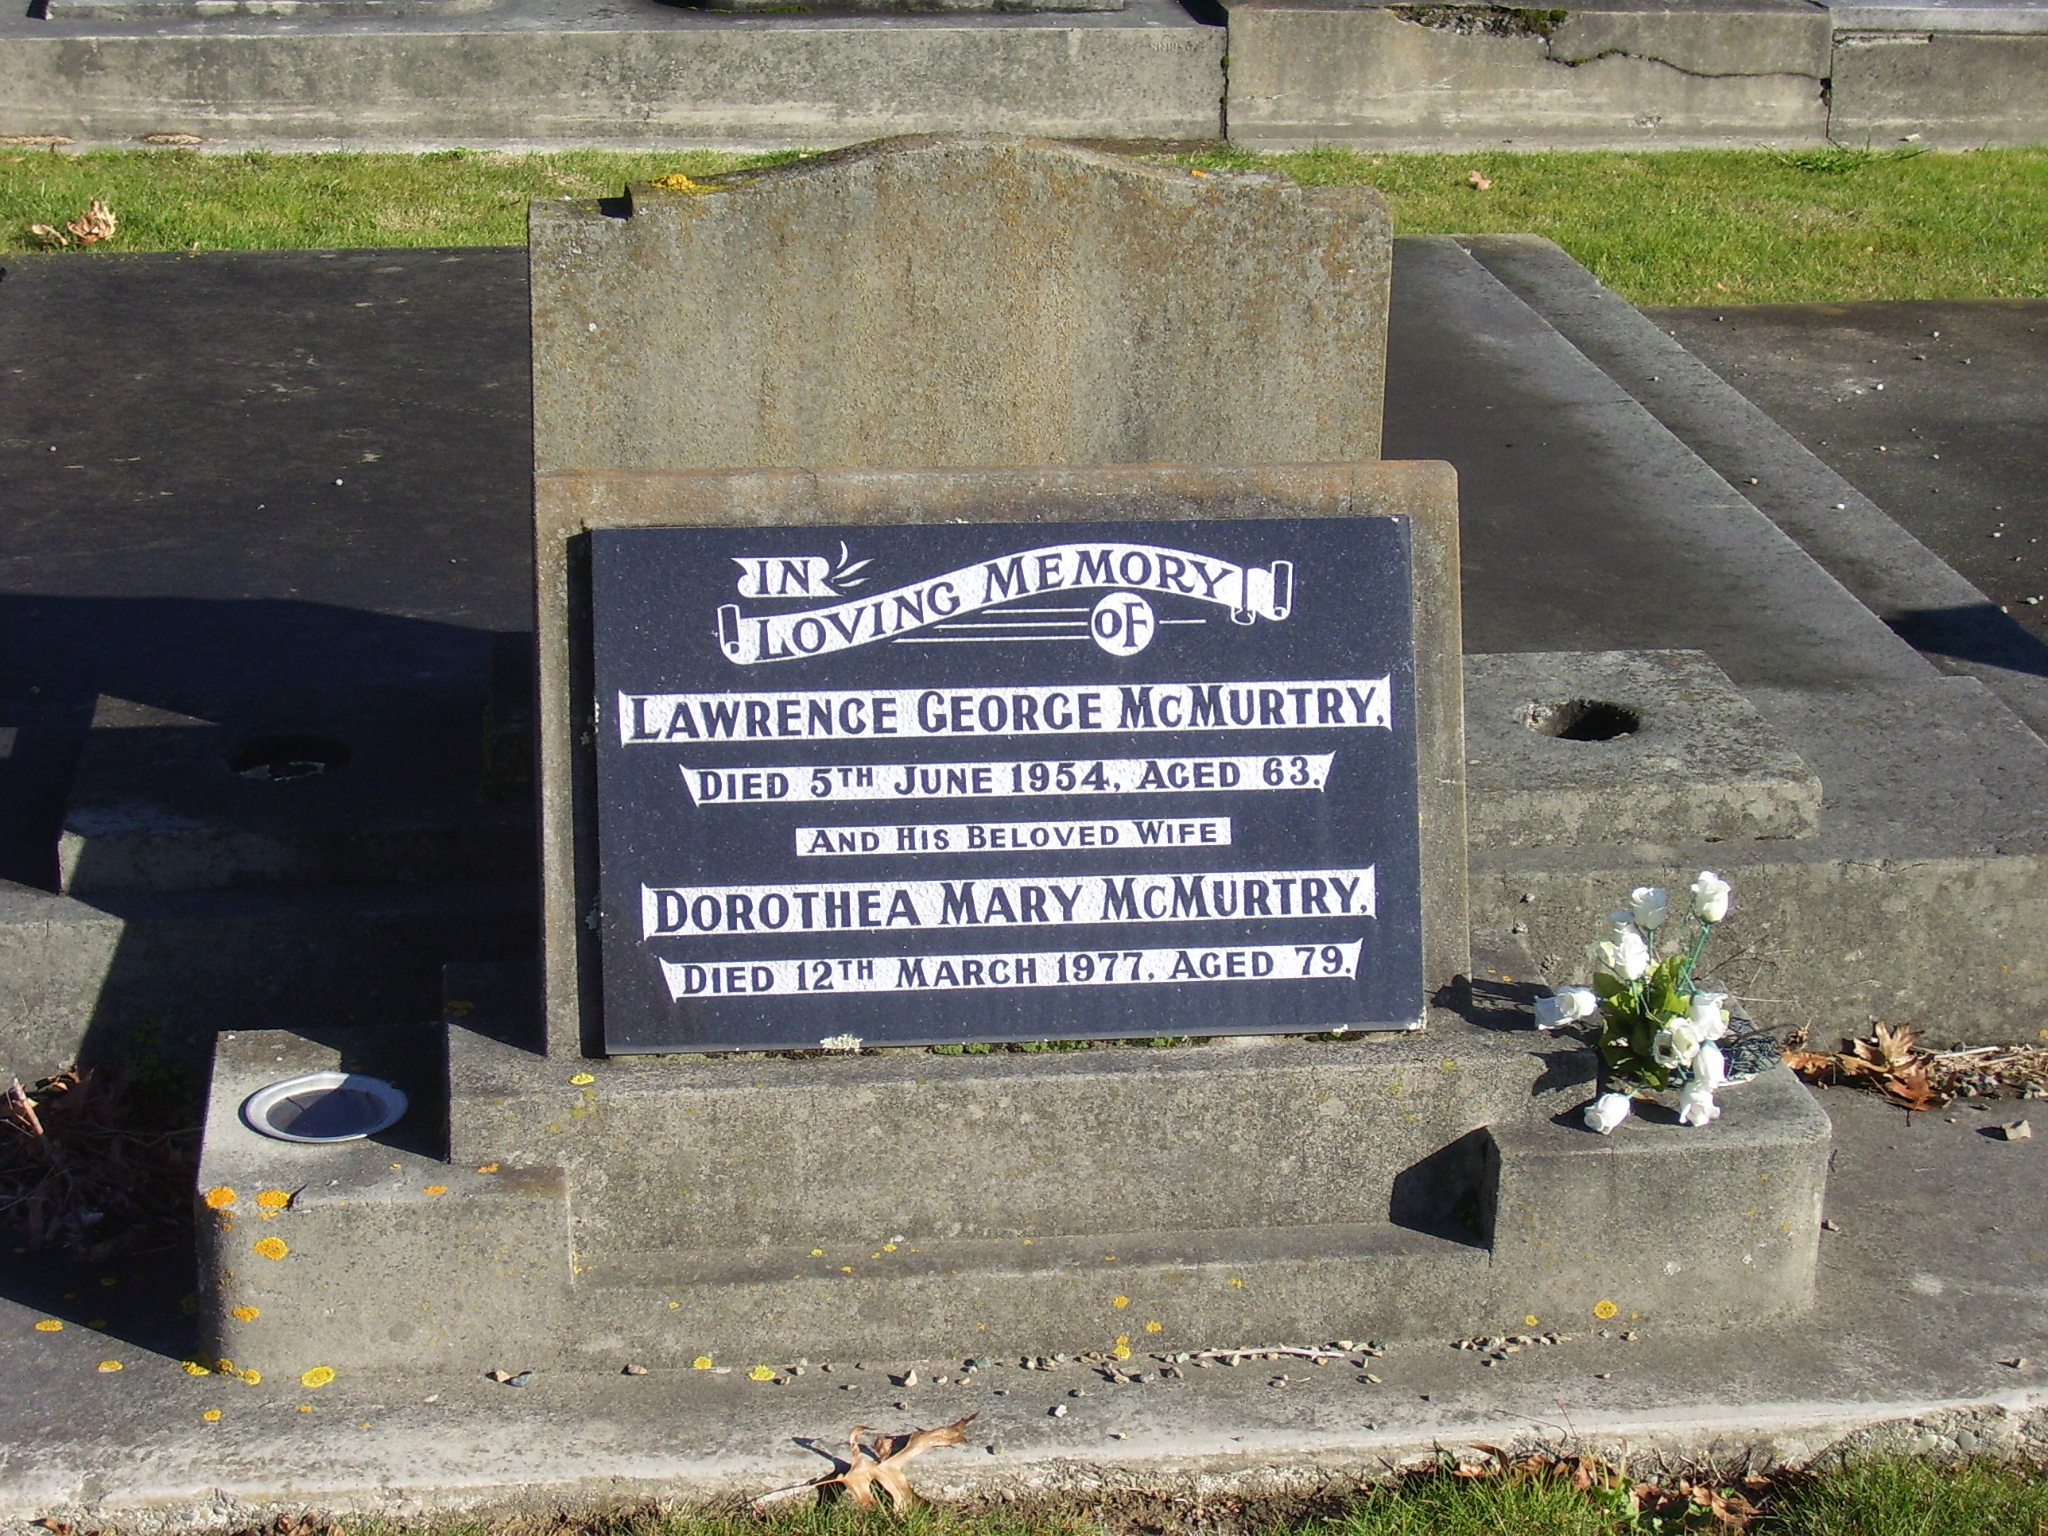 IN
LOVING MEMORY
OF
LAWRENCE GEORGE MCMURTRY,
DIED 5TH JUNE 1954, AGED 63.
AND HIS BELOVED WIFE
DOROTHEA MARY MCMURTRY,
DIED 12TH MARCH 1977. AGED 79.